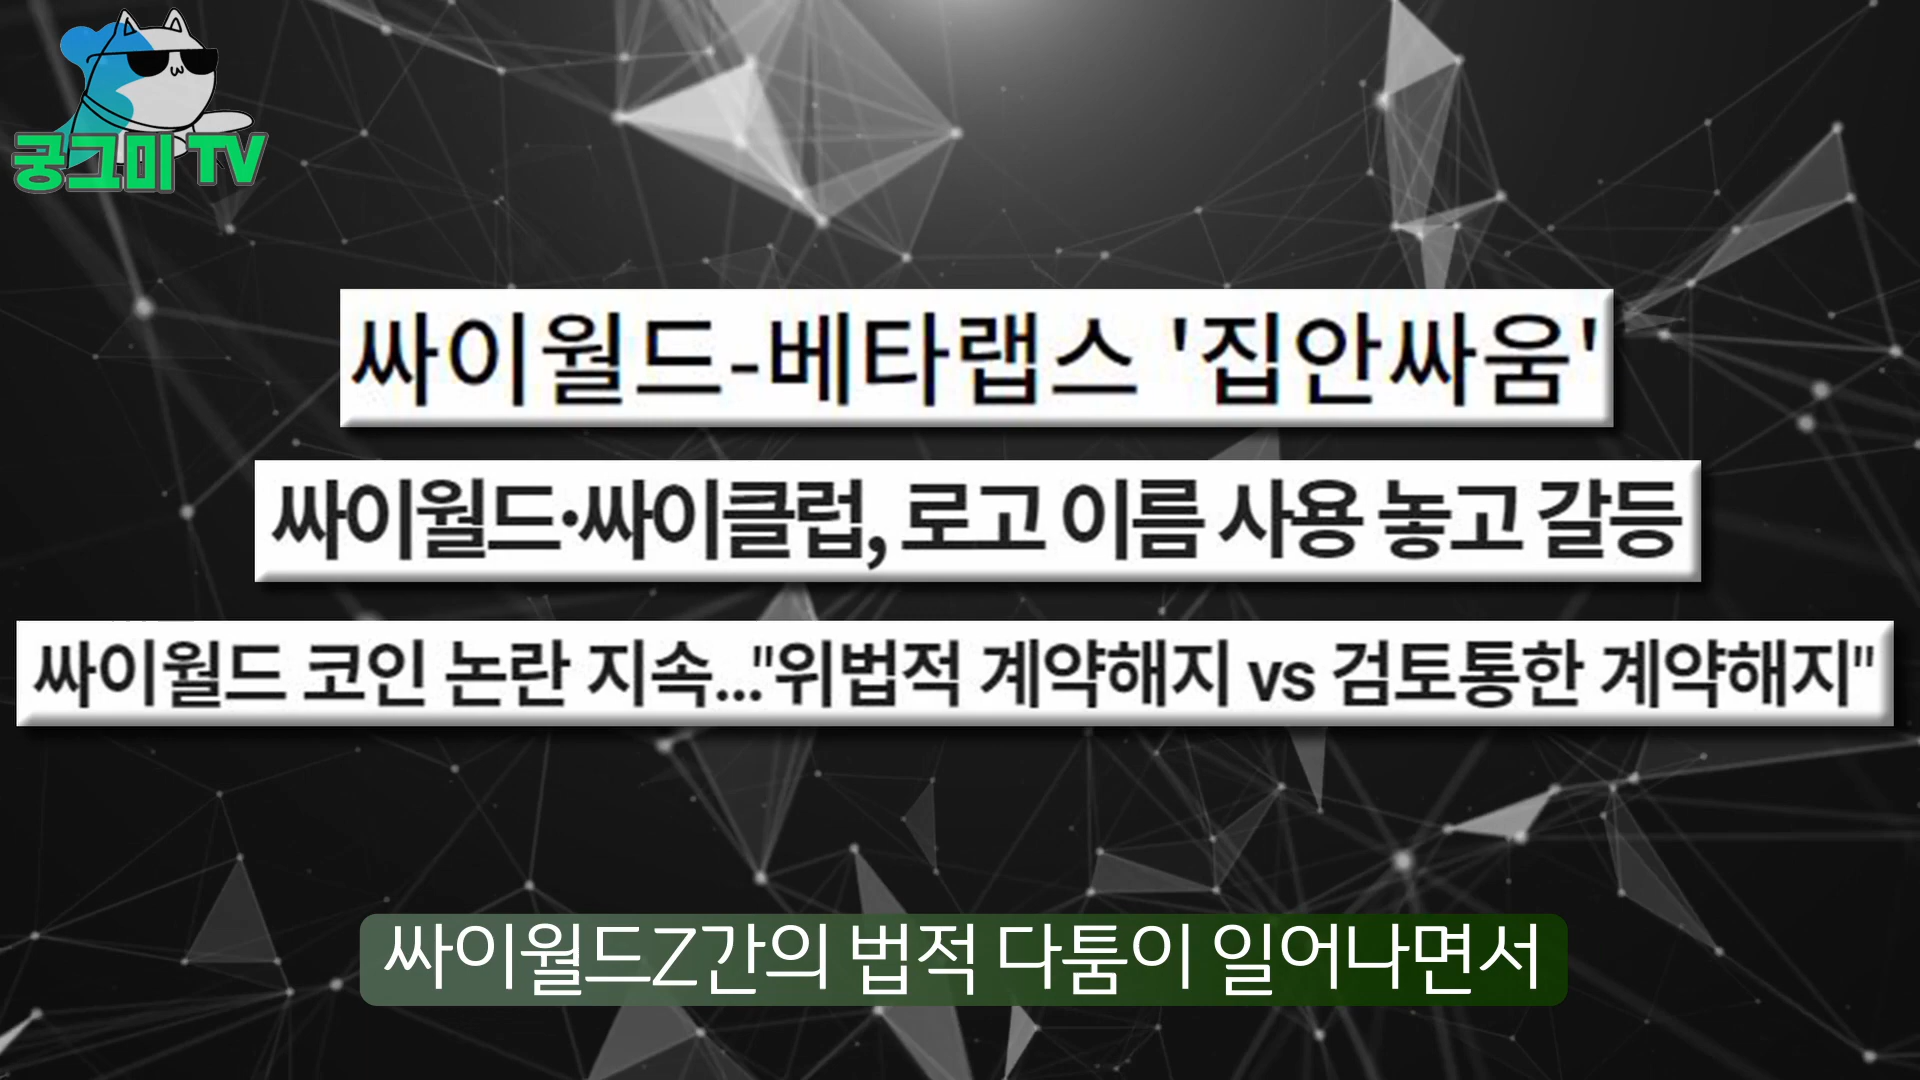 궁그미 TV
싸이월드-베타랩스 '집안싸움'
싸이월드·싸이클럽, 로고 이름 사용 놓고 갈등
싸이월드 코인 논란 지속..."위법적 계약해지 vs 검토통한 계약해지"
싸이월드Z간의 법적 다툼이 일어나면서